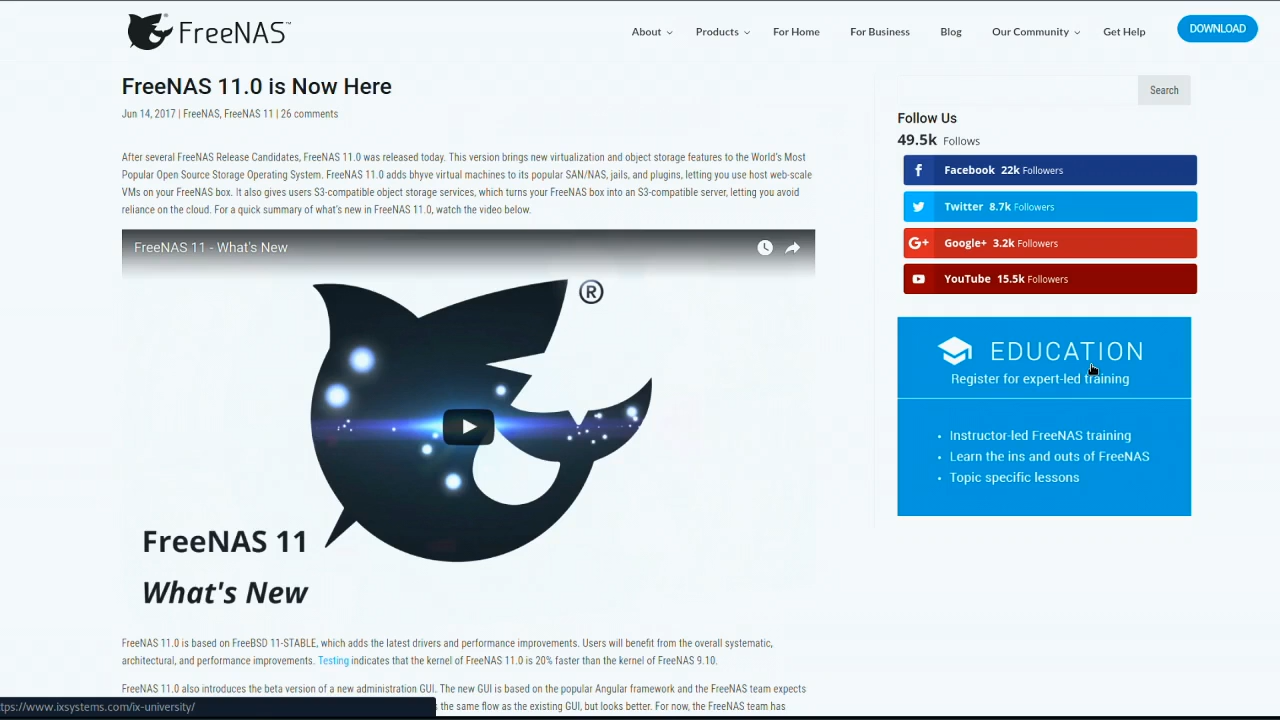 FreeNAS™
About
Products
For Home
For Business
Blog
Our Community
Get Help
DOWNLOAD
FreeNAS 11.0 is Now Here
Jun 14, 2017 | FreeNAS, FreeNAS 11 | 26 comments
After several FreeNAS Release Candidates, FreeNAS 11.0 was released today. This version brings new virtualization and object storage features to the World's Most
Popular Open Source Storage Operating System. FreeNAS 11.0 adds bhyve virtual machines to its popular SAN/NAS, jails, and plugins, letting you use host web-scale
VMs on your FreeNAS box. It also gives users S3-compatible object storage services, which turns your FreeNAS box into an S3-compatible server, letting you avoid
reliance on the cloud. For a quick summary of what's new in FreeNAS 11.0, watch the video below.
FreeNAS 11 - What's New
®
FreeNAS 11
What's New
FreeNAS 11.0 is based on FreeBSD 11-STABLE, which adds the latest drivers and performance improvements. Users will benefit from the overall systematic,
architectural, and performance improvements. Testing indicates that the kernel of FreeNAS 11.0 is 20% faster than the kernel of FreeNAS 9.10.
FreeNAS 11.0 also introduces the beta version of a new administration GUI. The new GUI is based on the popular Angular framework and the FreeNAS team expects
the same flow as the existing GUI, but looks better. For now, the FreeNAS team has
Search
Follow Us
49.5k Follows
Facebook 22k Followers
Twitter 8.7k Followers
G+ Google+ 3.2k Followers
YouTube 15.5k Followers
EDUCATION
Register for expert-led training
• Instructor-led FreeNAS training
• Learn the ins and outs of FreeNAS
• Topic specific lessons
tps://www.ixsystems.com/ix-university/